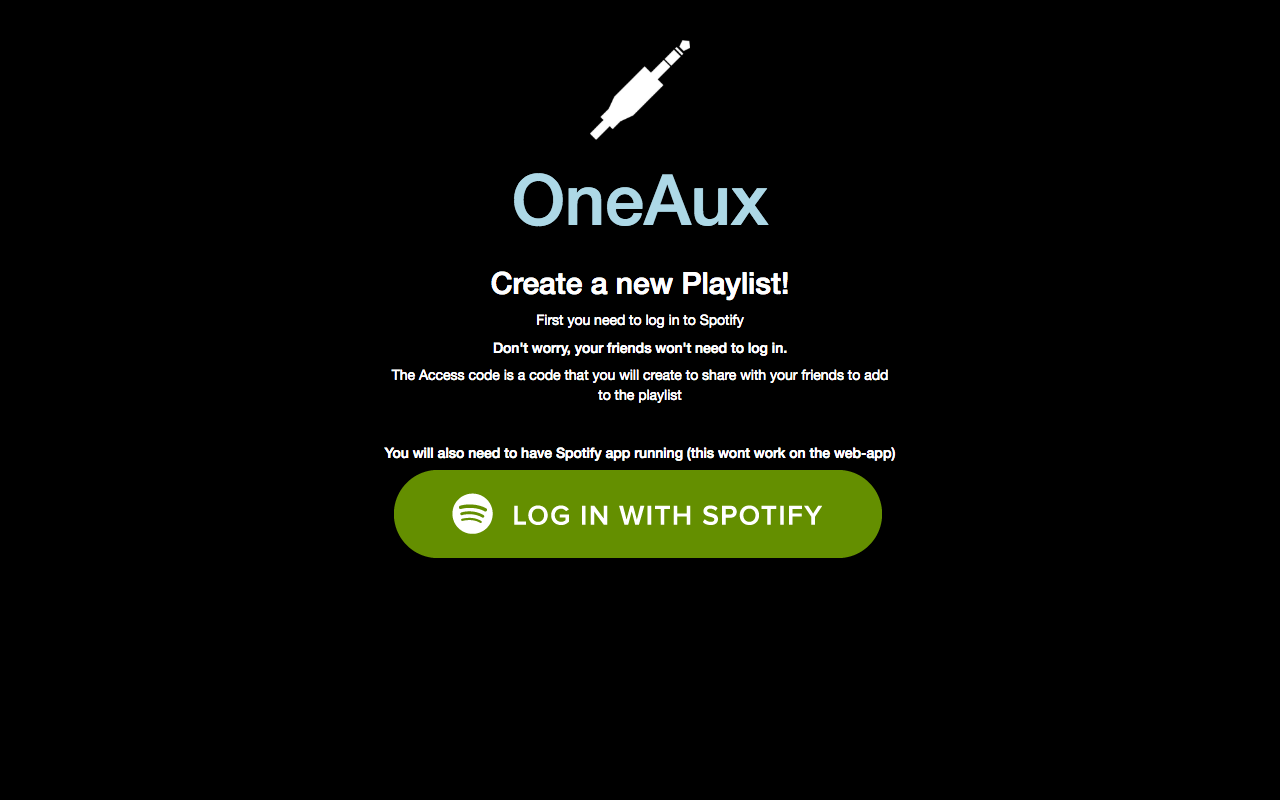 OneAux
Create a new Playlist!
First you need to log in to Spotify
Don't worry, your friends won't need to log in.
The Access code is a code that you will create to share with your friends to add
to the playlist
You will also need to have Spotify app running (this wont work on the web-app)
LOG IN WITH SPOTIFY